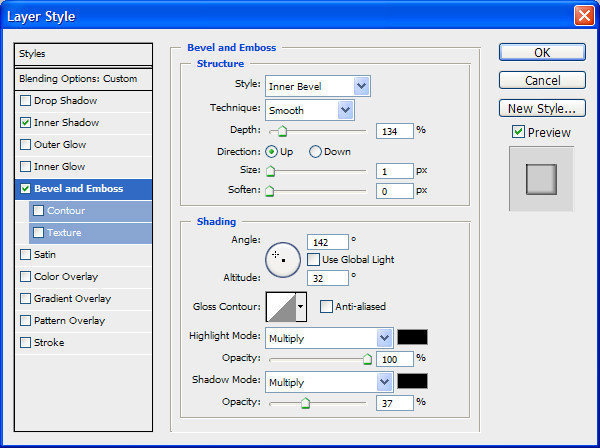 Layer Style
Styles
Blending Options: Custom
Drop Shadow
Inner Shadow
Outer Glow
Inner Glow
Bevel and Emboss
Contour
Texture
Satin
Color Overlay
Gradient Overlay
Pattern Overlay
Stroke
Bevel and Emboss
Structure
Style: Inner Bevel
Technique: Smooth
Depth: 134 %
Direction: Up Down
Size: 1 px
Soften: 0 px
Shading
Angle: 142 °
Use Global Light
Altitude: 32 °
Gloss Contour: Anti-aliased
Highlight Mode: Multiply
Opacity: 100 %
Shadow Mode: Multiply
Opacity: 37 %
OK
Cancel
New Style...
Preview